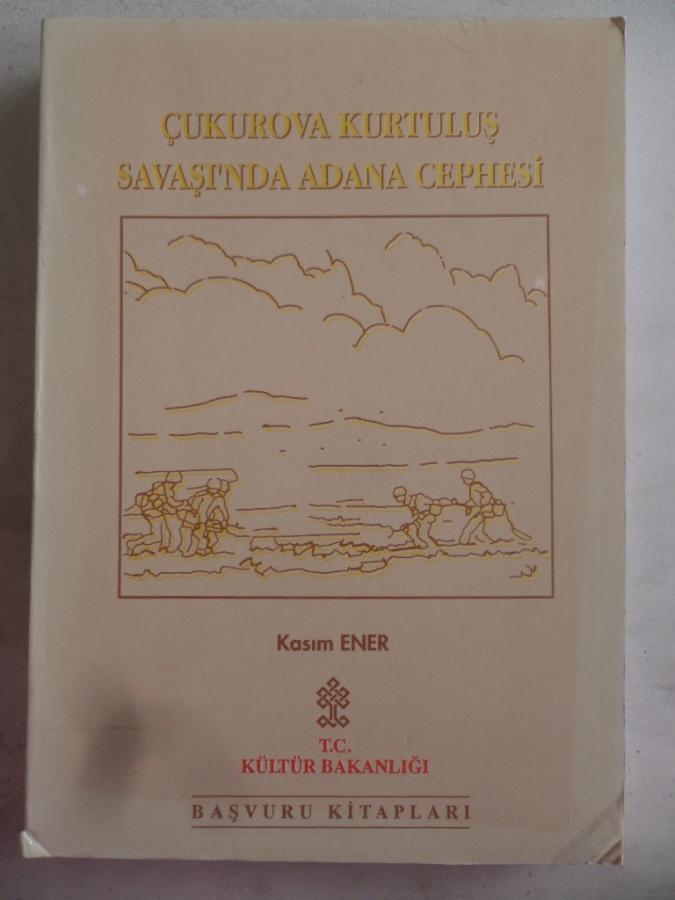 ÇUKUROVA KURTULUŞ
SAVAŞI'NDA ADANA CEPHESİ
Kasım ENER
T.C.
KÜLTÜR BAKANLIĞI
BAŞVURU KİTAPLARI